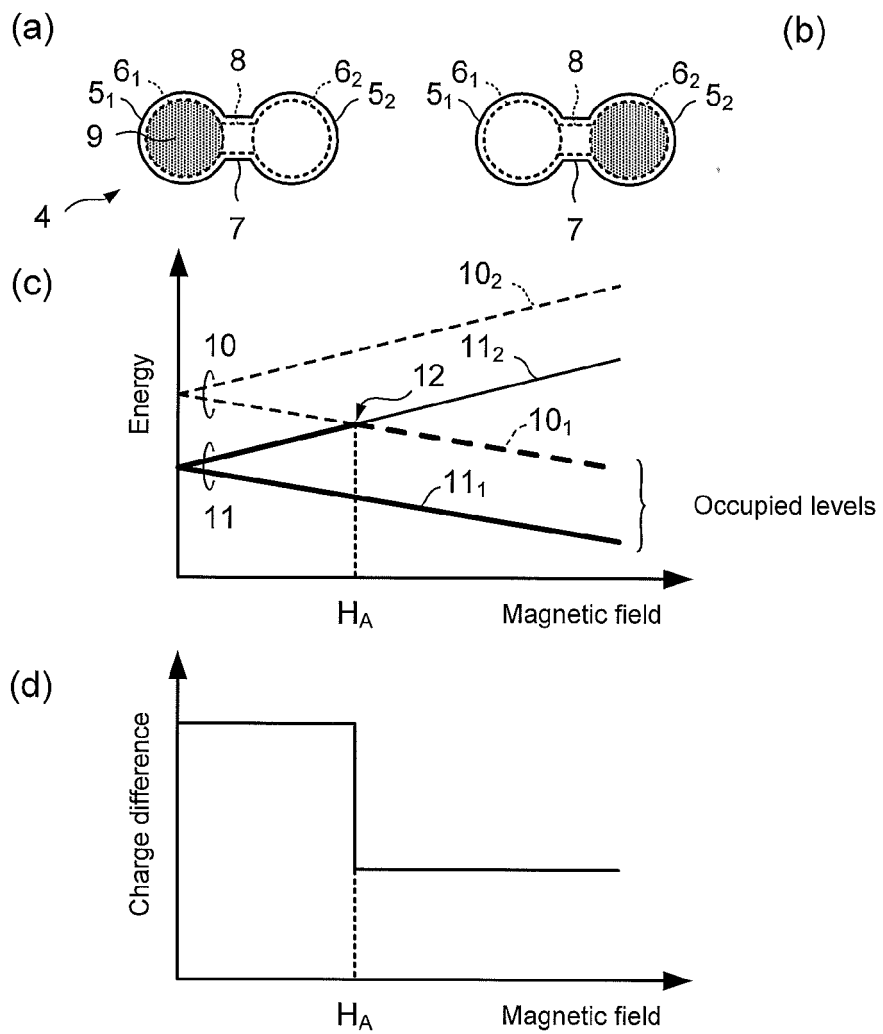 (a)
(b)
6₁ 8 6₂
5₁ 5₂
9
4 7
6₁ 8 6₂
5₁ 5₂
7
(c)
Energy
10₂
10
11₂
12
10₁
11₁
11
Occupied levels
H_A Magnetic field
(d)
Charge difference
H_A Magnetic field